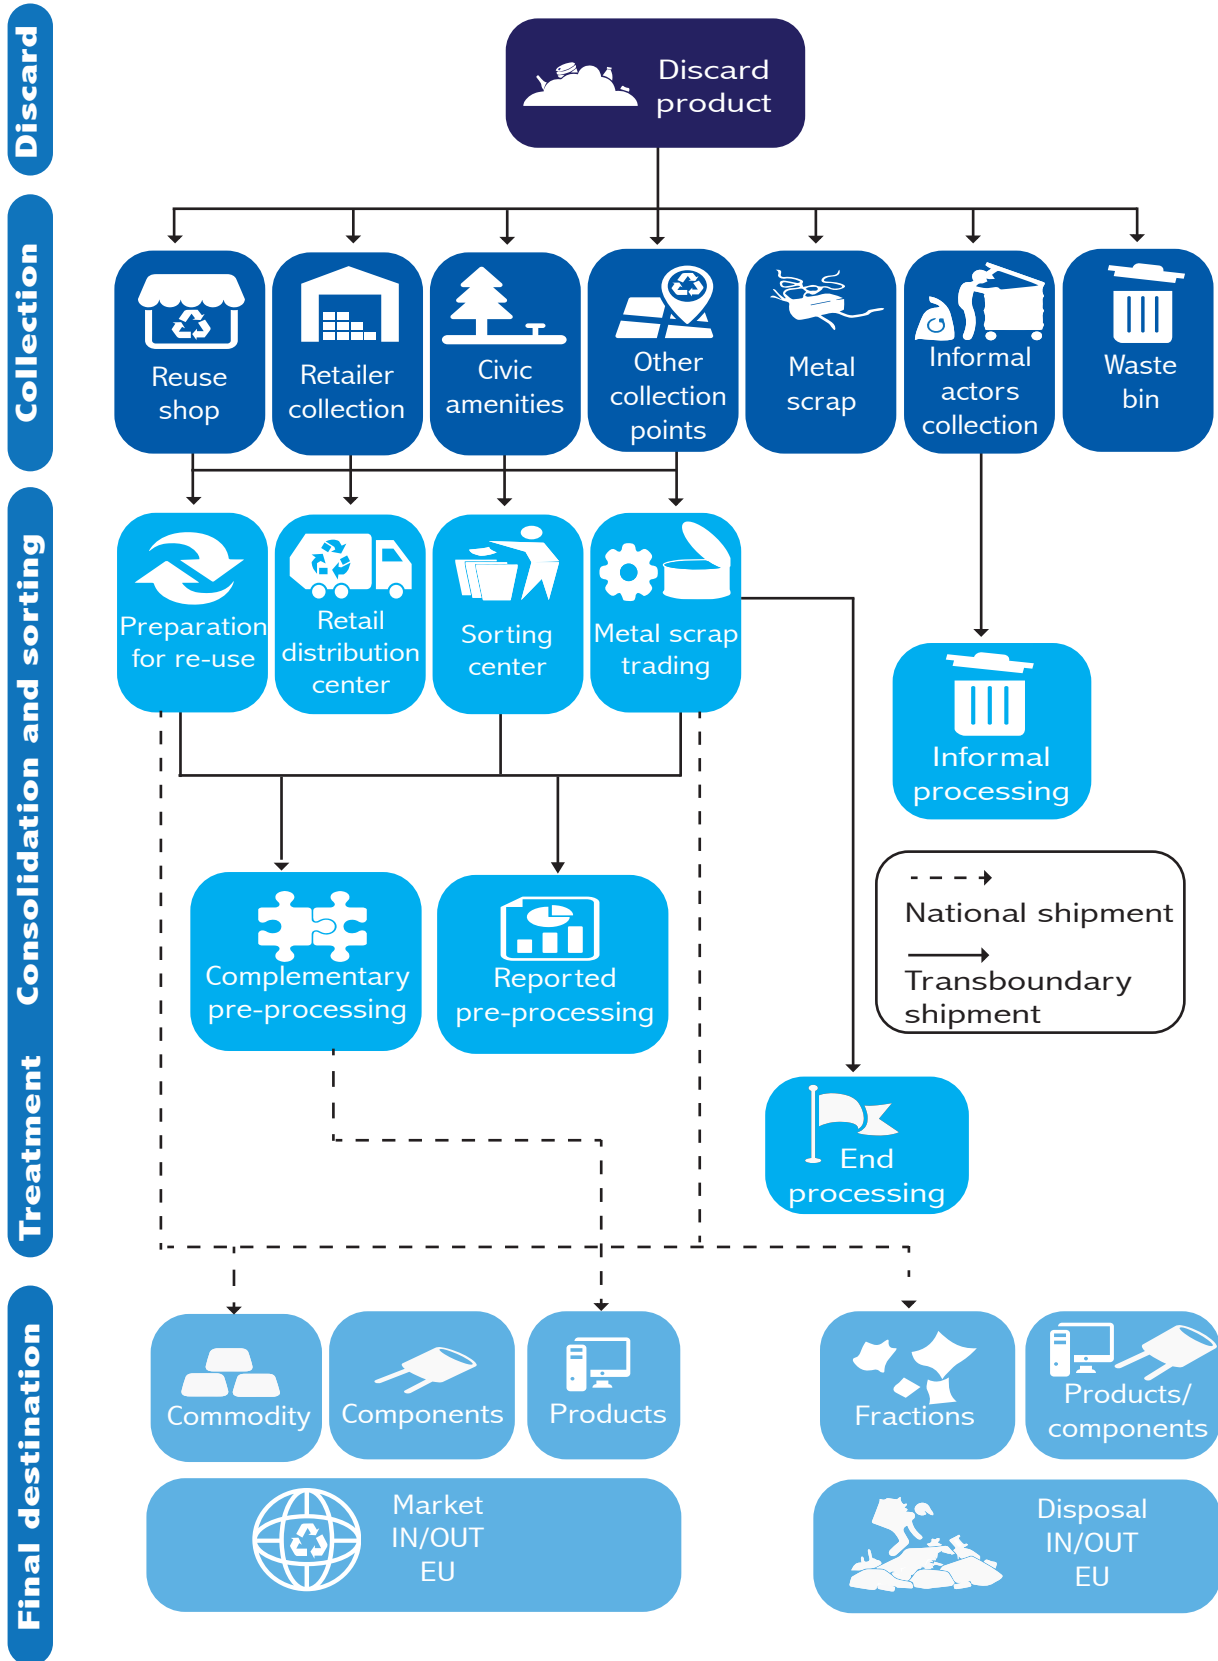 Discard
Discard
product
Collection
Reuse
shop
Retailer
collection
Civic
amenities
Other
collection
points
Metal
scrap
Informal
actors
collection
Waste
bin
Consolidation and sorting
Preparation
for re-use
Retail
distribution
center
Sorting
center
Metal scrap
trading
Informal
processing
National shipment
Transboundary
shipment
Treatment
Complementary
pre-processing
Reported
pre-processing
End
processing
Final destination
Commodity
Components
Products
Fractions
Products/
components
Market
IN/OUT
EU
Disposal
IN/OUT
EU